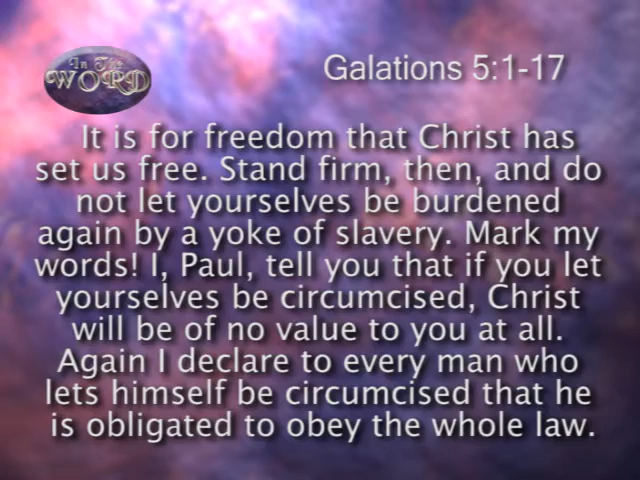 In The
WORD
Galations 5:1-17
It is for freedom that Christ has
set us free. Stand firm, then, and do
not let yourselves be burdened
again by a yoke of slavery. Mark my
words! I, Paul, tell you that if you let
yourselves be circumcised, Christ
will be of no value to you at all.
Again I declare to every man who
lets himself be circumcised that he
is obligated to obey the whole law.